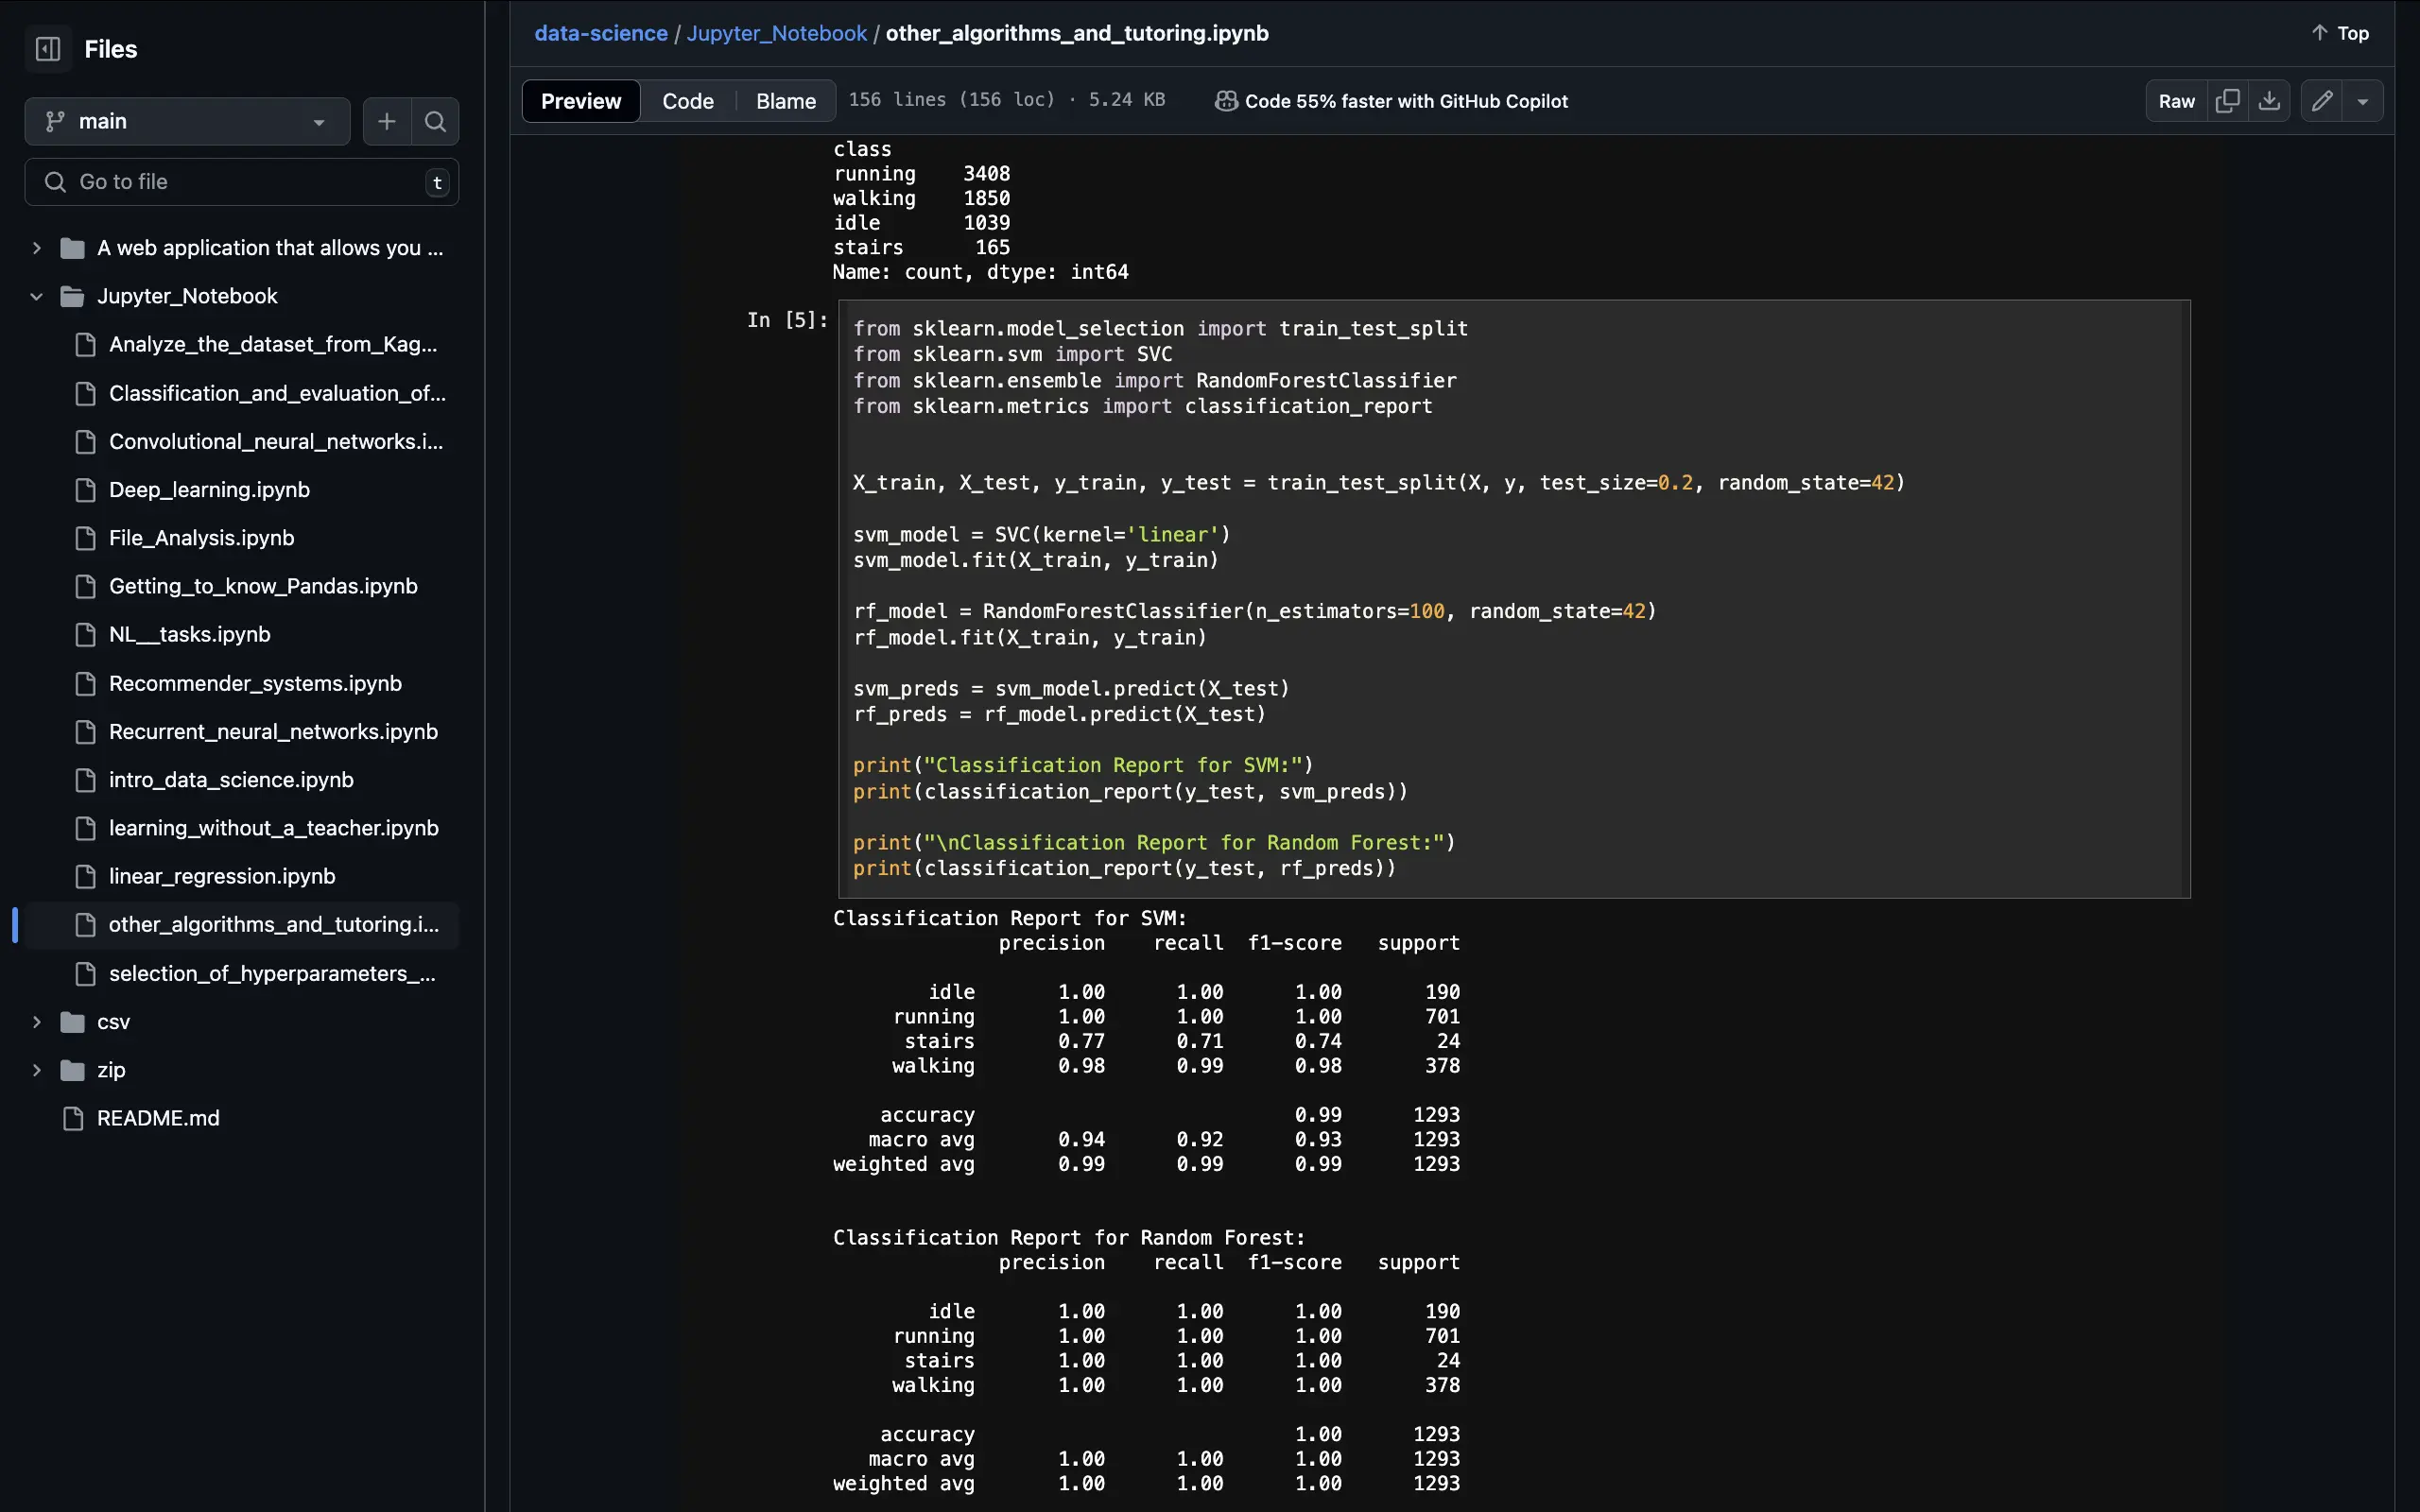 Files
main
Go to file
t
A web application that allows you ...
Jupyter_Notebook
Analyze_the_dataset_from_Kag...
Classification_and_evaluation_of...
Convolutional_neural_networks.i...
Deep_learning.ipynb
File_Analysis.ipynb
Getting_to_know_Pandas.ipynb
NL__tasks.ipynb
Recommender_systems.ipynb
Recurrent_neural_networks.ipynb
intro_data_science.ipynb
learning_without_a_teacher.ipynb
linear_regression.ipynb
other_algorithms_and_tutoring.i...
selection_of_hyperparameters_...
csv
zip
README.md
data-science / Jupyter_Notebook / other_algorithms_and_tutoring.ipynb
Top
Preview Code Blame 156 lines (156 loc) · 5.24 KB Code 55% faster with GitHub Copilot Raw
class
running 3408
walking 1850
idle 1039
stairs 165
Name: count, dtype: int64
In [5]:
from sklearn.model_selection import train_test_split
from sklearn.svm import SVC
from sklearn.ensemble import RandomForestClassifier
from sklearn.metrics import classification_report
X_train, X_test, y_train, y_test = train_test_split(X, y, test_size=0.2, random_state=42)
svm_model = SVC(kernel='linear')
svm_model.fit(X_train, y_train)
rf_model = RandomForestClassifier(n_estimators=100, random_state=42)
rf_model.fit(X_train, y_train)
svm_preds = svm_model.predict(X_test)
rf_preds = rf_model.predict(X_test)
print("Classification Report for SVM:")
print(classification_report(y_test, svm_preds))
print("\nClassification Report for Random Forest:")
print(classification_report(y_test, rf_preds))
Classification Report for SVM:
precision recall f1-score support
idle 1.00 1.00 1.00 190
running 1.00 1.00 1.00 701
stairs 0.77 0.71 0.74 24
walking 0.98 0.99 0.98 378
accuracy 0.99 1293
macro avg 0.94 0.92 0.93 1293
weighted avg 0.99 0.99 0.99 1293
Classification Report for Random Forest:
precision recall f1-score support
idle 1.00 1.00 1.00 190
running 1.00 1.00 1.00 701
stairs 1.00 1.00 1.00 24
walking 1.00 1.00 1.00 378
accuracy 1.00 1293
macro avg 1.00 1.00 1.00 1293
weighted avg 1.00 1.00 1.00 1293